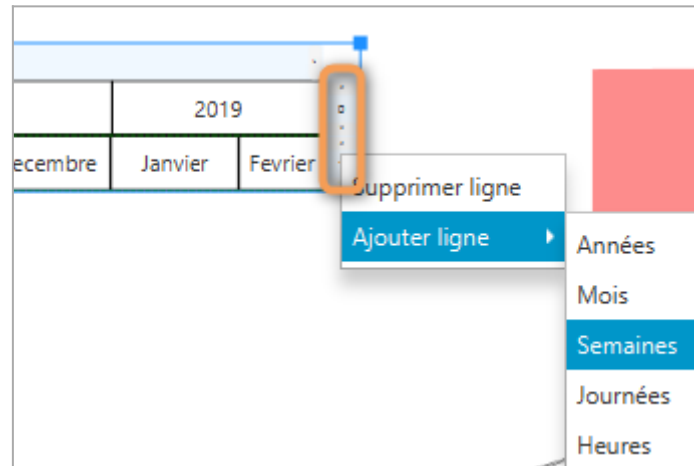 2019
ecembre Janvier Fevrier
Supprimer ligne
Ajouter ligne
Années
Mois
Semaines
Journées
Heures